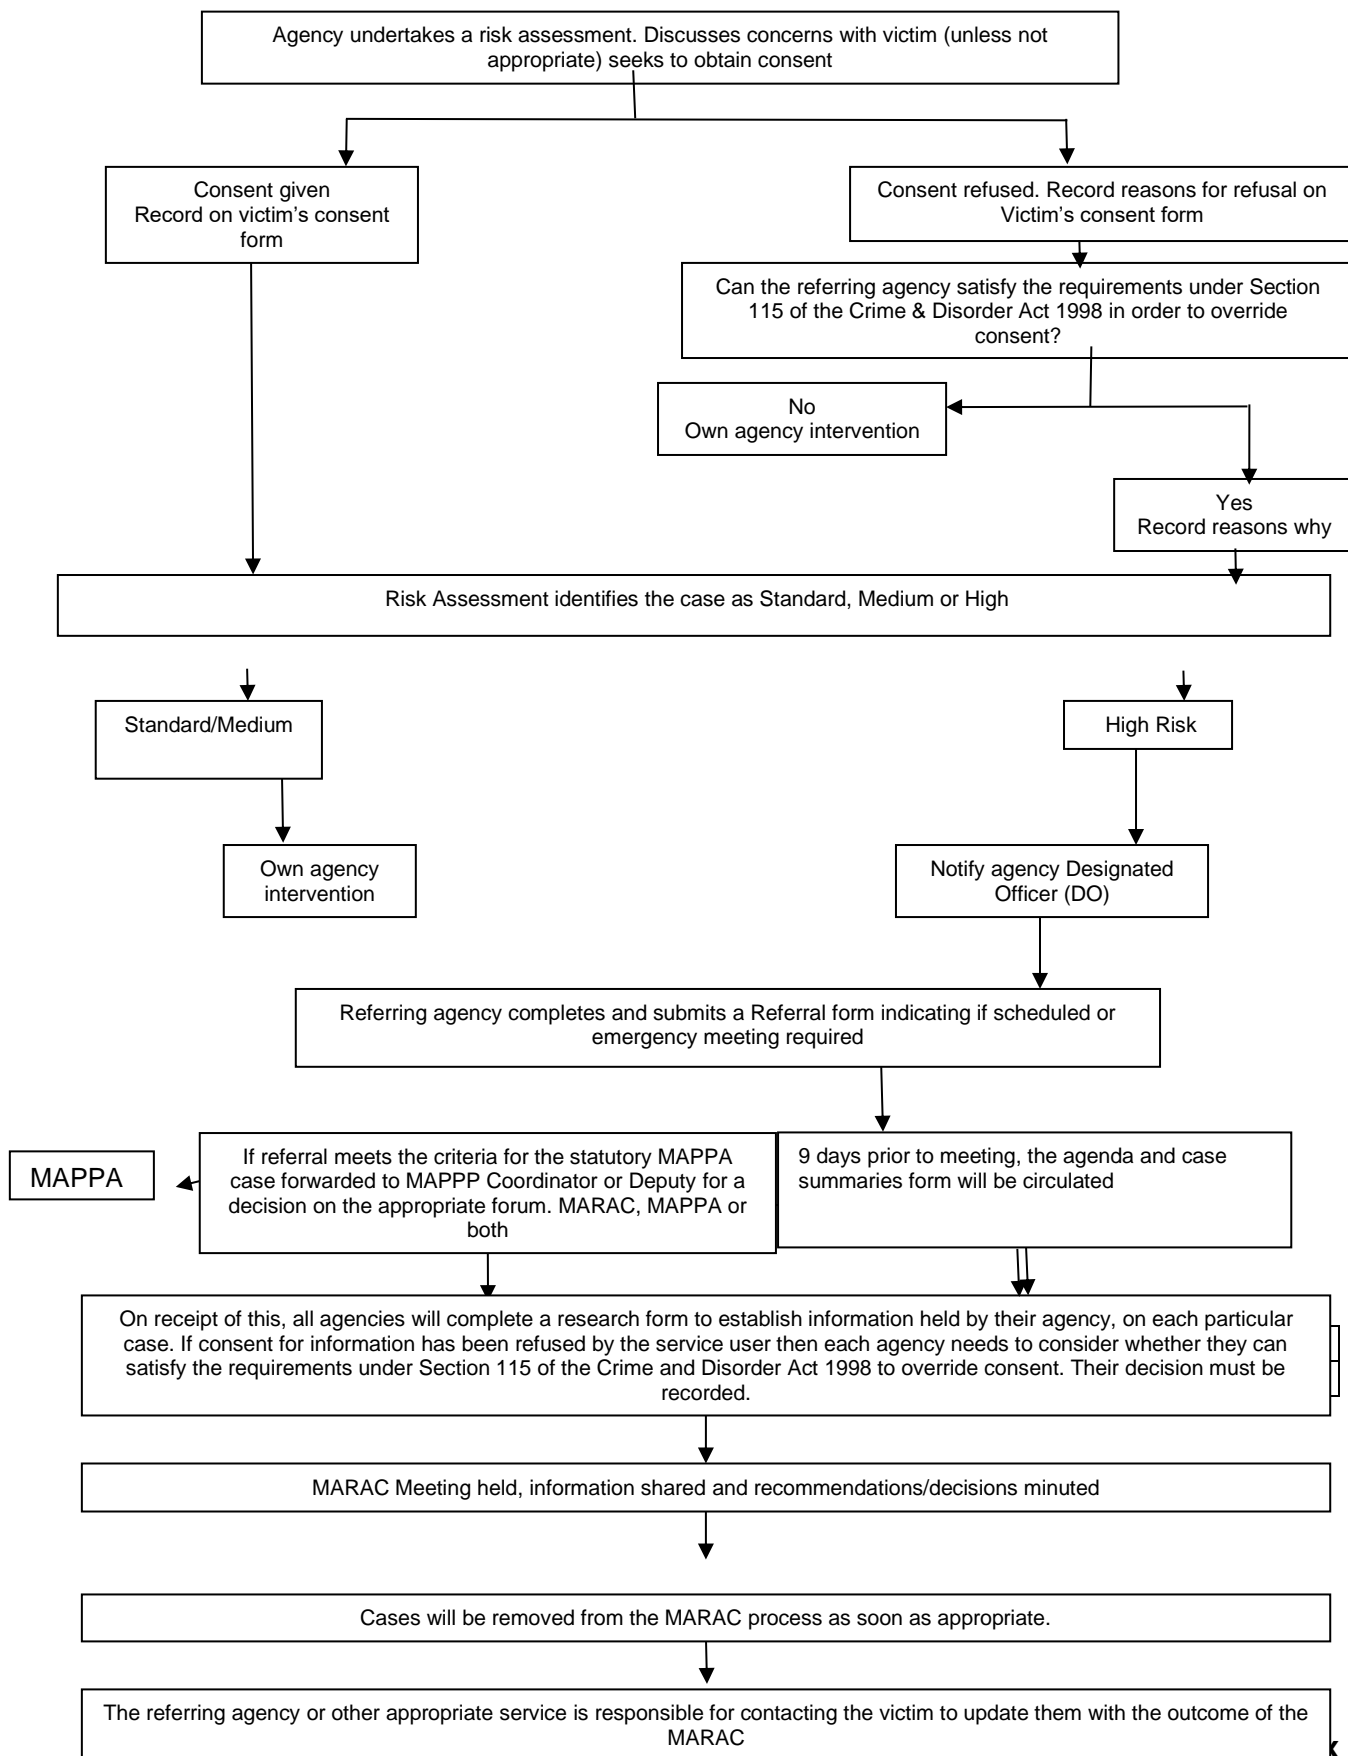 Agency undertakes a risk assessment. Discusses concerns with victim (unless not
appropriate) seeks to obtain consent
Consent given
Record on victim’s consent
form
Consent refused. Record reasons for refusal on
Victim’s consent form
Can the referring agency satisfy the requirements under Section
115 of the Crime & Disorder Act 1998 in order to override
consent?
No
Own agency intervention
Yes
Record reasons why
Risk Assessment identifies the case as Standard, Medium or High
Standard/Medium
High Risk
Own agency
intervention
Notify agency Designated
Officer (DO)
Referring agency completes and submits a Referral form indicating if scheduled or
emergency meeting required
MAPPA
If referral meets the criteria for the statutory MAPPA
case forwarded to MAPPP Coordinator or Deputy for a
decision on the appropriate forum. MARAC, MAPPA or
both
9 days prior to meeting, the agenda and case
summaries form will be circulated
On receipt of this, all agencies will complete a research form to establish information held by their agency, on each particular
case. If consent for information has been refused by the service user then each agency needs to consider whether they can
satisfy the requirements under Section 115 of the Crime and Disorder Act 1998 to override consent. Their decision must be
recorded.
MARAC Meeting held, information shared and recommendations/decisions minuted
Cases will be removed from the MARAC process as soon as appropriate.
The referring agency or other appropriate service is responsible for contacting the victim to update them with the outcome of the
MARAC